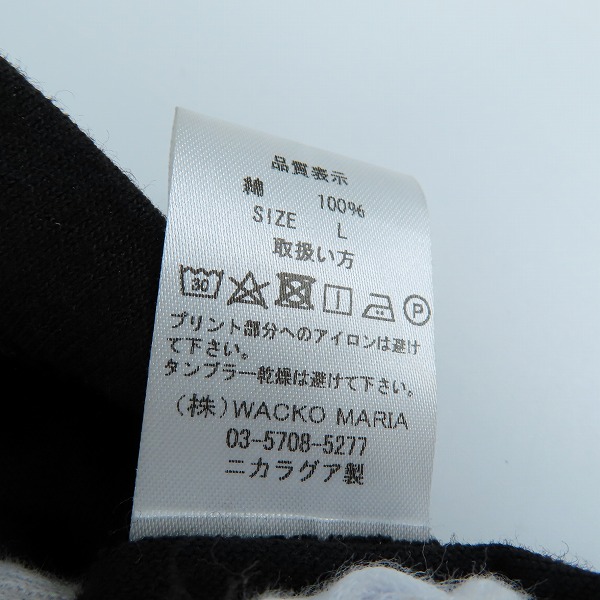 品質表示
綿 100%
SIZE L
取扱い方
30 P
プリント部分へのアイロンは避け
て下さい。
タンブラー乾燥は避けて下さい。
(株)WACKO MARIA
03-5708-5277
ニカラグア製